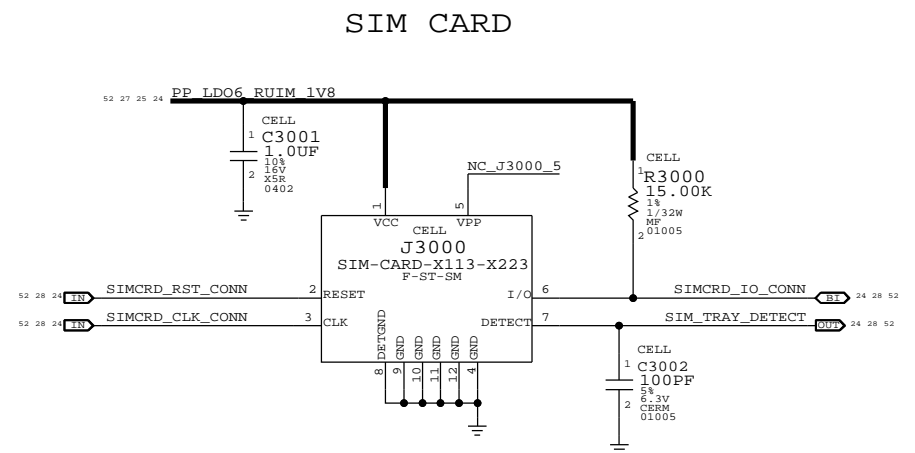 SIM CARD
52 27 25 24 PP_LDO6_RUIM_1V8
CELL
1 C3001
1.0UF
10%
16V
2 X5R
0402
NC_J3000_5
CELL
1 R3000
15.00K
1%
1/32W
MF
2 01005
1 5
VCC VPP
CELL
J3000
SIM-CARD-X113-X223
F-ST-SM
52 28 24 IN SIMCRD_RST_CONN 2 RESET
I/O 6 SIMCRD_IO_CONN BI 24 28 52
52 28 24 IN SIMCRD_CLK_CONN 3 CLK
DETECT 7 SIM_TRAY_DETECT OUT 24 28 52
DETGND GND GND GND GND GND
8 9 10 11 12 4
CELL
1 C3002
100PF
5%
6.3V
2 CERM
01005